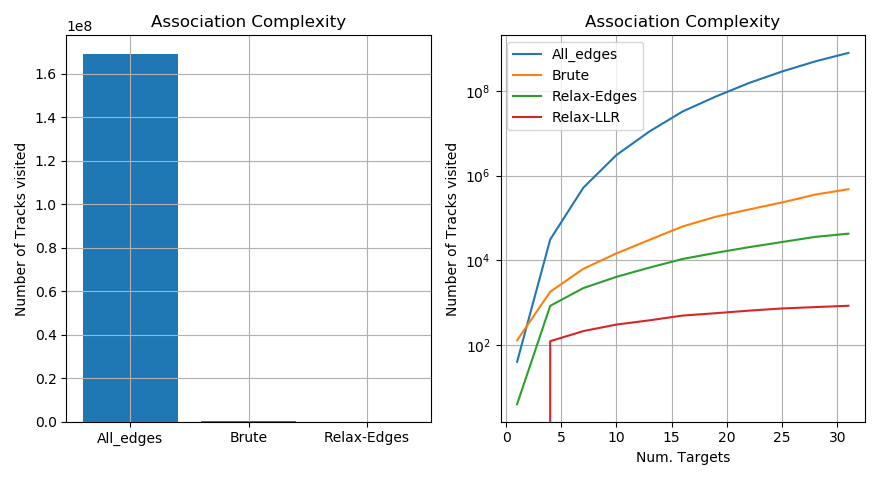 Association Complexity
1e8
Number of Tracks visited
1.6
1.4
1.2
1.0
0.8
0.6
0.4
0.2
0.0
All_edges
Brute
Relax-Edges
Association Complexity
Number of Tracks visited
10^8
10^6
10^4
10^2
All_edges
Brute
Relax-Edges
Relax-LLR
0
5
10
15
20
25
30
Num. Targets